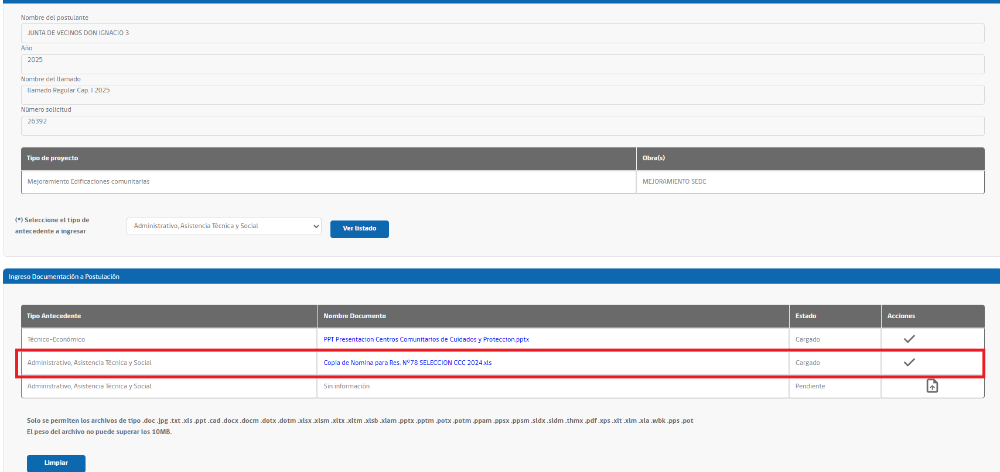 Nombre del postulante
JUNTA DE VECINOS DON IGNACIO 3
Año
2025
Nombre del llamado
llamado Regular Cap. I 2025
Número solicitud
26392
Tipo de proyecto Obra(s)
Mejoramiento Edificaciones comunitarias MEJORAMIENTO SEDE
(*) Seleccione el tipo de
antecedente a ingresar
Administrativo, Asistencia Técnica y Social
Ver listado
Ingreso Documentación a Postulación
Tipo Antecedente Nombre Documento Estado Acciones
Técnico-Económico PPT Presentacion Centros Comunitarios de Cuidados y Proteccion.pptx Cargado
Administrativo, Asistencia Técnica y Social Copia de Nomina para Res. N°78 SELECCION CCC 2024.xls Cargado
Administrativo, Asistencia Técnica y Social Sin información Pendiente
Solo se permiten los archivos de tipo .doc .jpg .txt .xls .ppt .cad .docx .docm .dotx .dotm .xlsx .xlsm .xltx .xltm .xlsb .xlam .pptx .pptm .potx .potm .ppam .ppsx .ppsm .sldx .sldm .thmx .pdf .xps .xlt .xlm .xla .wbk .pps .pot
El peso del archivo no puede superar los 10MB.
Limpiar